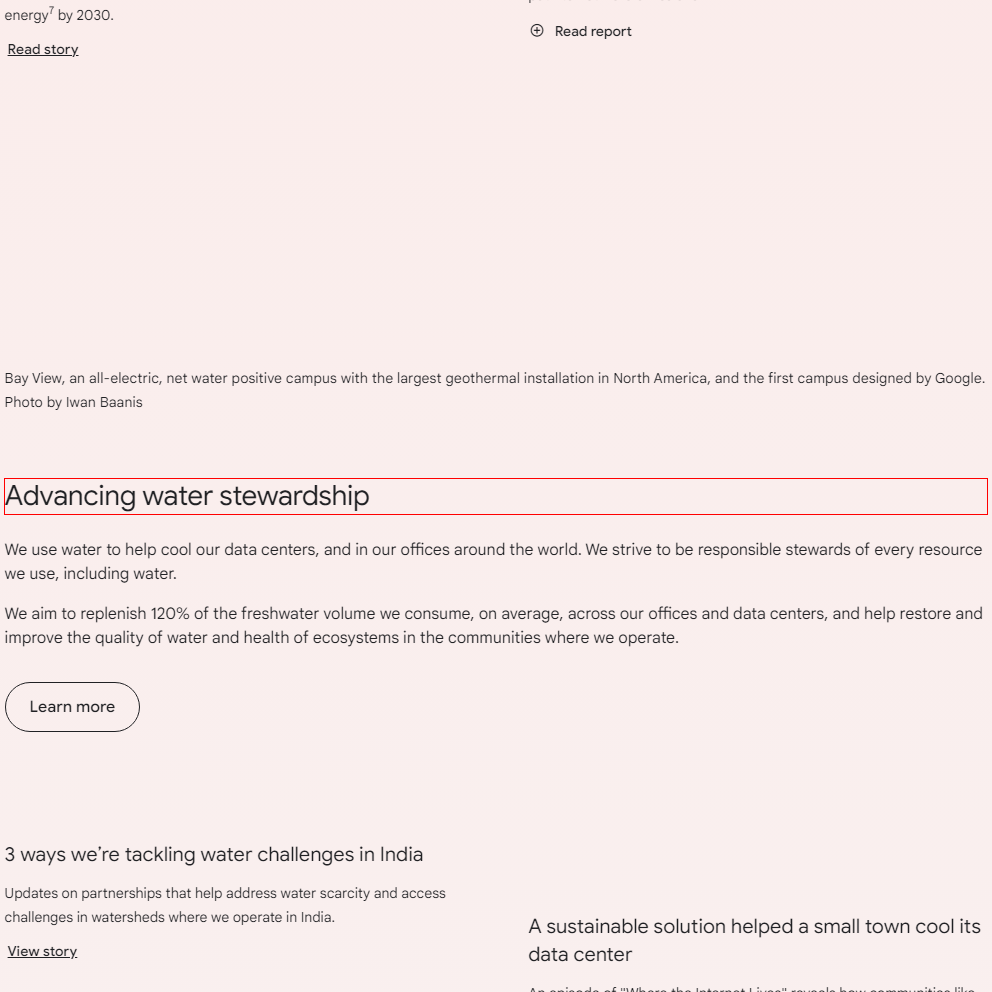 energy7 by 2030.
Read story
Read report
Bay View, an all-electric, net water positive campus with the largest geothermal installation in North America, and the first campus designed by Google.
Photo by Iwan Baanis
Advancing water stewardship
We use water to help cool our data centers, and in our offices around the world. We strive to be responsible stewards of every resource
we use, including water.
We aim to replenish 120% of the freshwater volume we consume, on average, across our offices and data centers, and help restore and
improve the quality of water and health of ecosystems in the communities where we operate.
Learn more
3 ways we’re tackling water challenges in India
Updates on partnerships that help address water scarcity and access
challenges in watersheds where we operate in India.
View story
A sustainable solution helped a small town cool its
data center
An episode of "Where the Internet Lives" reveals how communities like